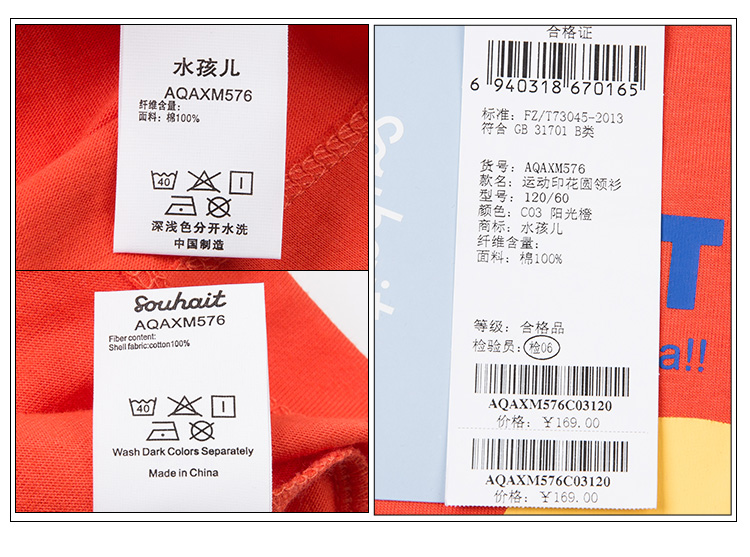 水孩儿
AQAXM576
纤维含量:
面料: 棉100%
40
深浅色分开水洗
中国制造
Souhait
AQAXM576
Fiber content:
Shell fabric:cotton100%
40
Wash Dark Colors Separately
Made in China
合格证
6 940318 670165
标准: FZ/T73045-2013
符合 GB 31701 B类
货号: AQAXM576
款名: 运动印花圆领衫
型号: 120/60
颜色: C03 阳光橙
商标: 水孩儿
纤维含量:
面料: 棉100%
等级: 合格品
检验员: 检06
AQAXM576C03120
价格: ¥169.00
AQAXM576C03120
价格: ¥169.00
Souhait
T
a!!